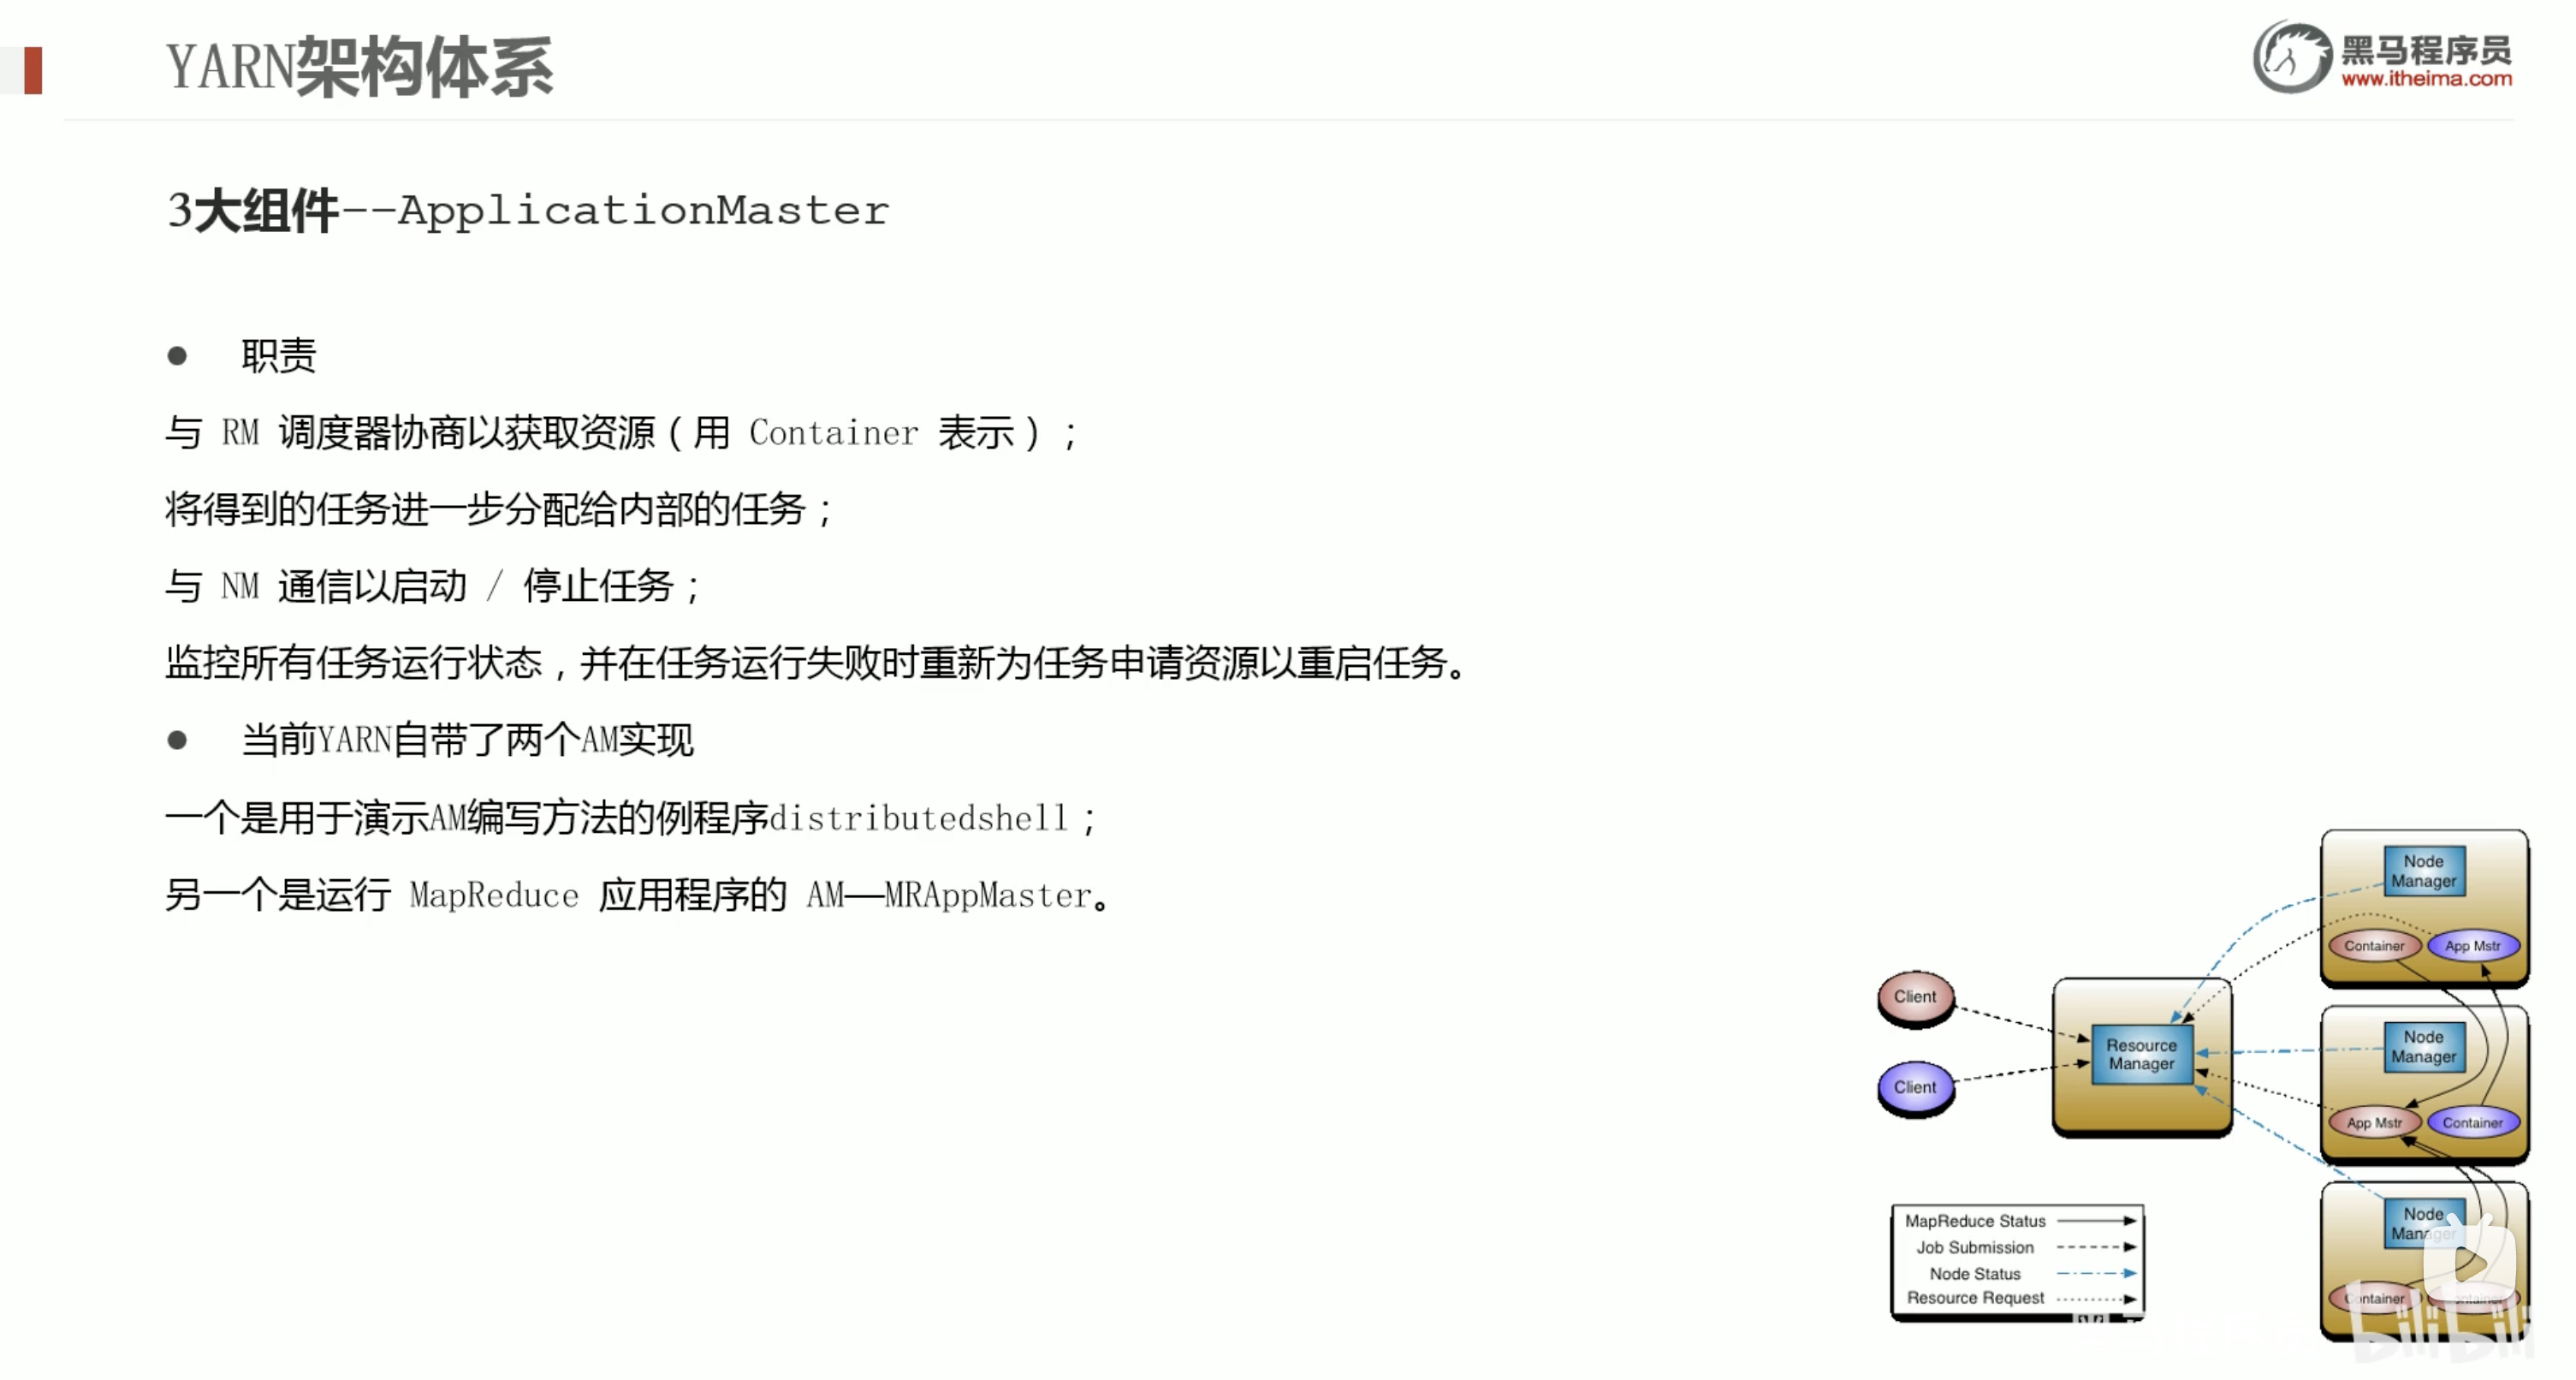 YARN架构体系
黑马程序员
www.itheima.com
3大组件--ApplicationMaster
● 职责
与 RM 调度器协商以获取资源（用 Container 表示）；
将得到的任务进一步分配给内部的任务；
与 NM 通信以启动 / 停止任务；
监控所有任务运行状态，并在任务运行失败时重新为任务申请资源以重启任务。
● 当前YARN自带了两个AM实现
一个是用于演示AM编写方法的例程序distributedshell；
另一个是运行 MapReduce 应用程序的 AM—MRAppMaster。
Client
Client
Resource
Manager
Node
Manager
Container
App Mstr
Node
Manager
App Mstr
Container
Node
Manager
Container
Container
MapReduce Status
Job Submission
Node Status
Resource Request
bilibili